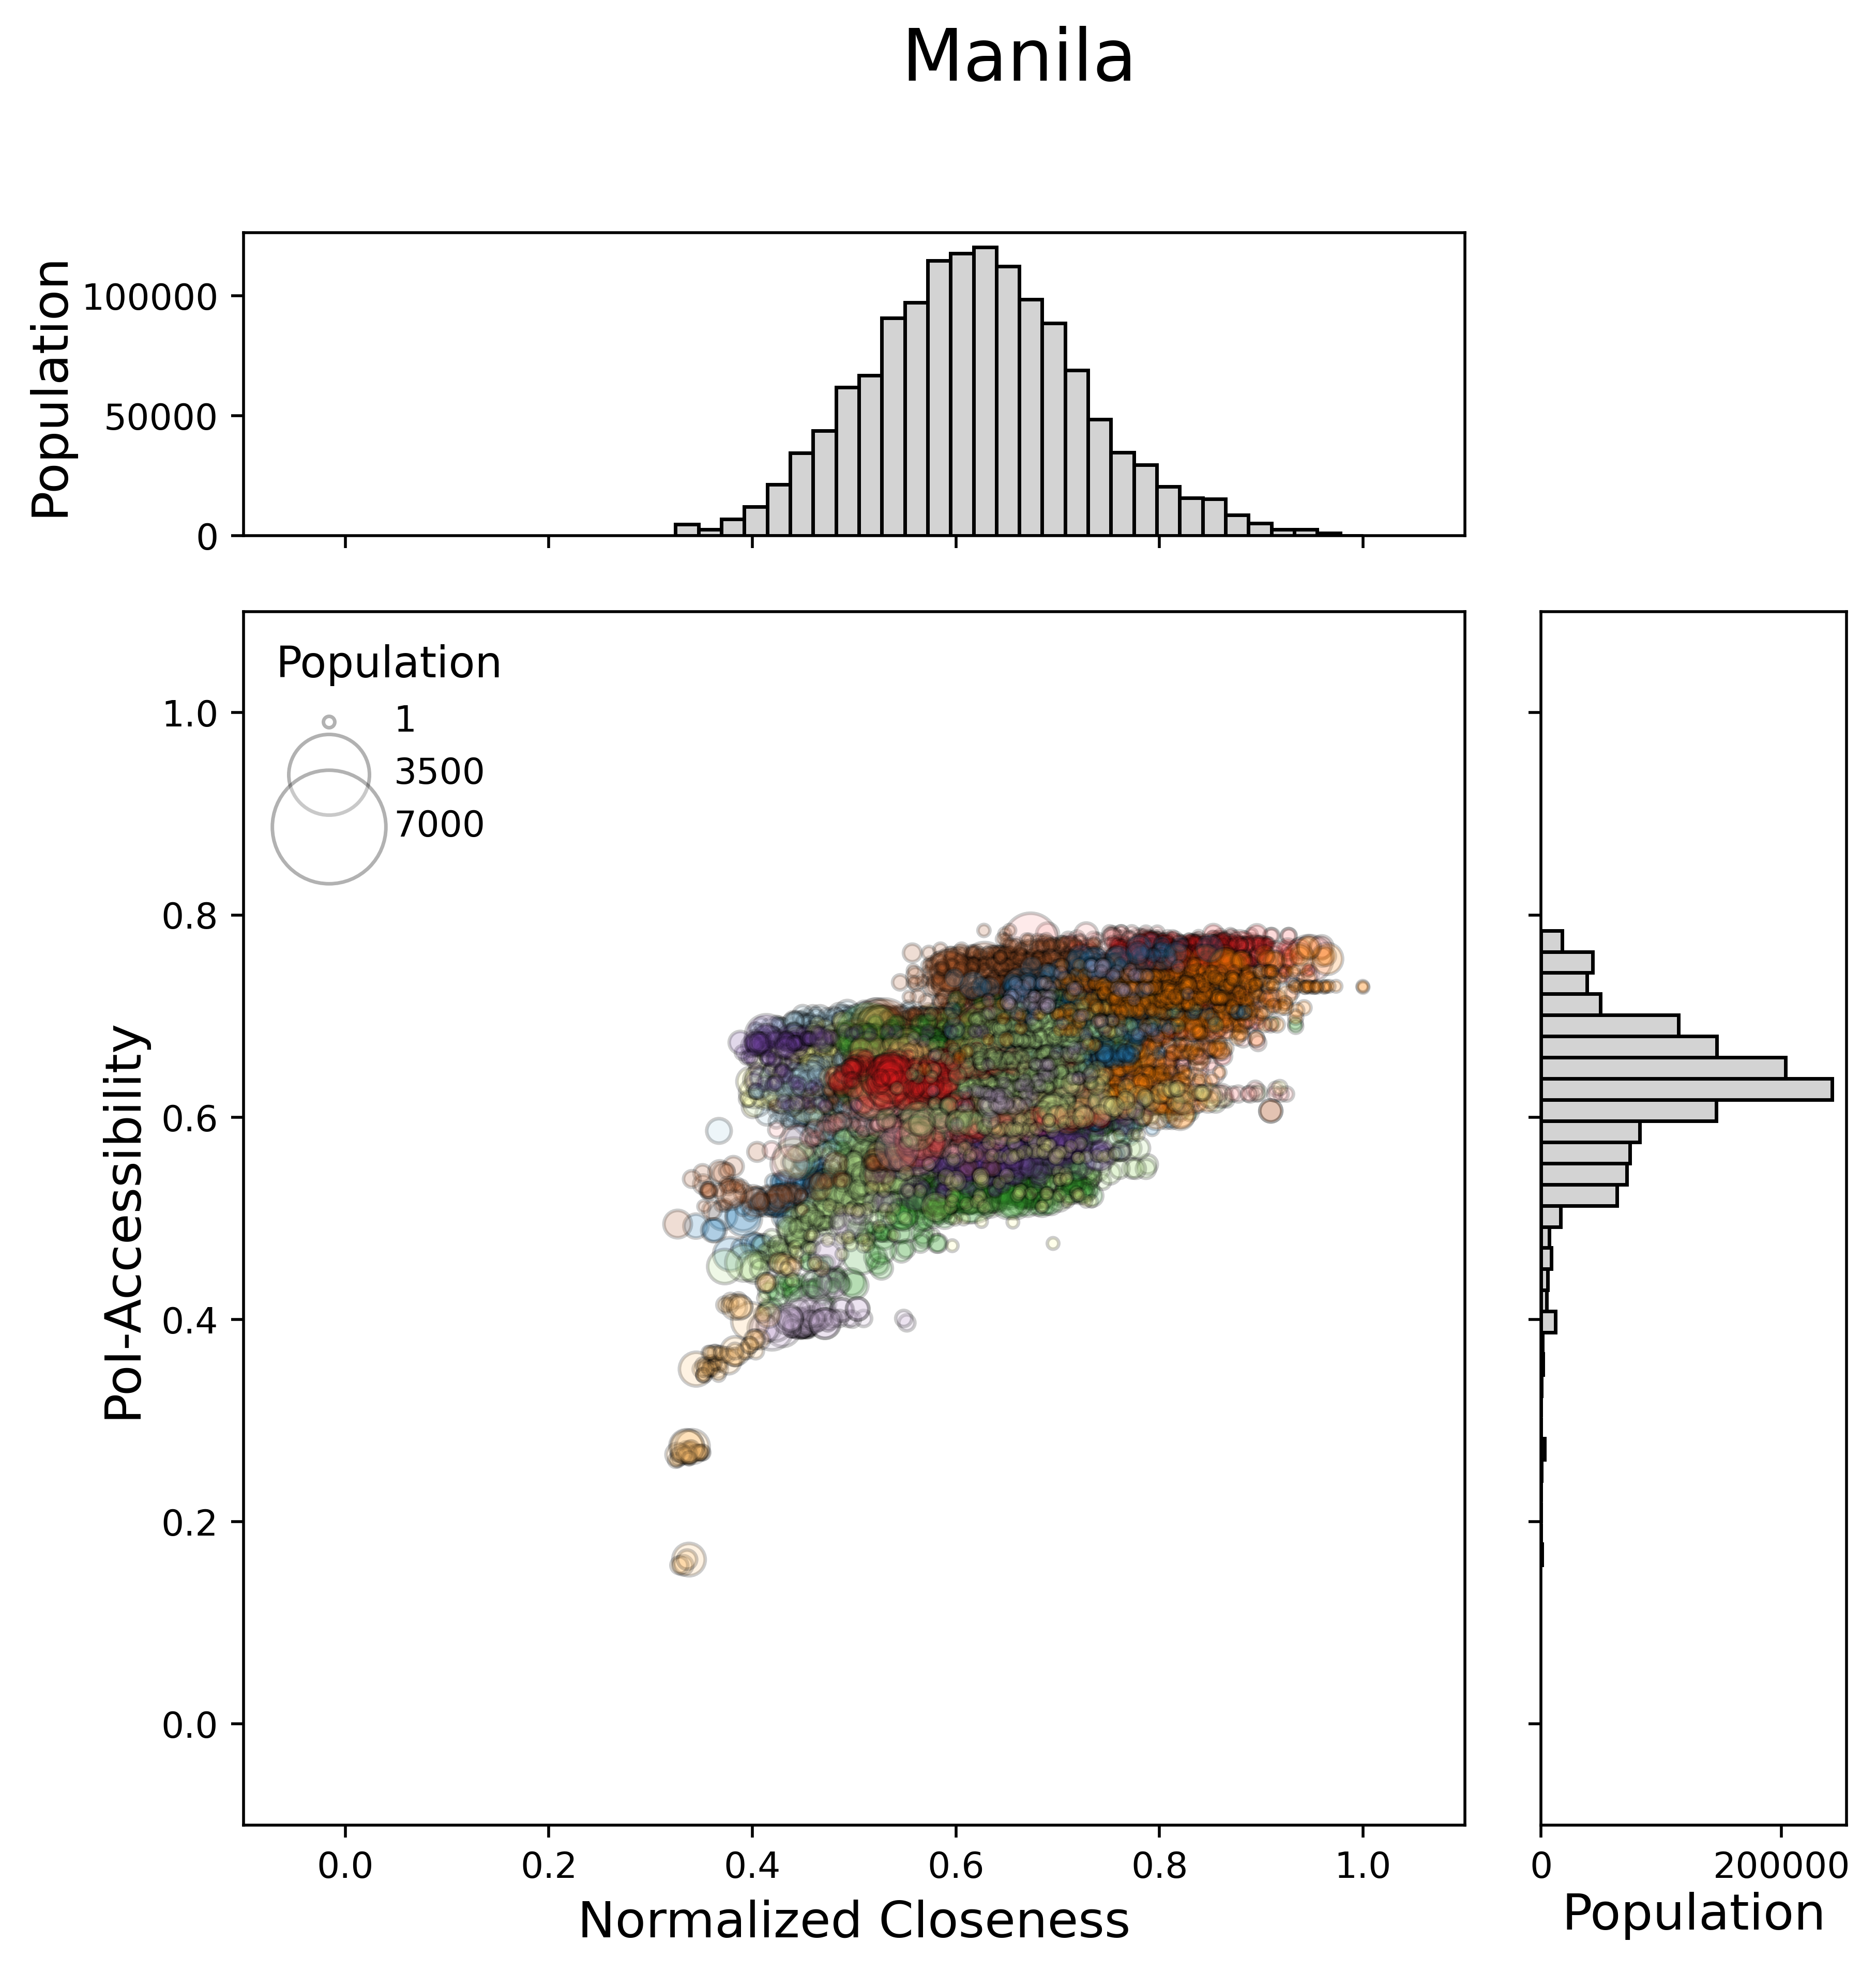 Manila
Population
100000
50000
0
Population
1
3500
7000
PoI-Accessibility
1.0
0.8
0.6
0.4
0.2
0.0
0.0 0.2 0.4 0.6 0.8 1.0
Normalized Closeness
0 200000
Population